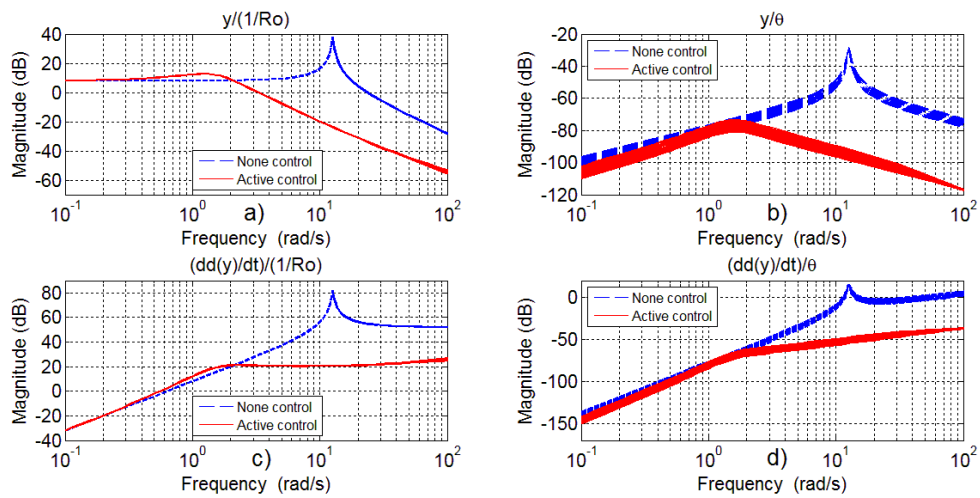 y/(1/Ro)
Magnitude (dB)
40
20
0
-20
-40
-60
None control
Active control
a)
10^-1
10^0
10^1
10^2
Frequency (rad/s)
y/θ
Magnitude (dB)
-20
-40
-60
-80
-100
-120
None control
Active control
b)
10^-1
10^0
10^1
10^2
Frequency (rad/s)
(dd(y)/dt)/(1/Ro)
Magnitude (dB)
80
60
40
20
0
-20
-40
None control
Active control
c)
10^-1
10^0
10^1
10^2
Frequency (rad/s)
(dd(y)/dt)/θ
Magnitude (dB)
0
-50
-100
-150
None control
Active control
d)
10^-1
10^0
10^1
10^2
Frequency (rad/s)